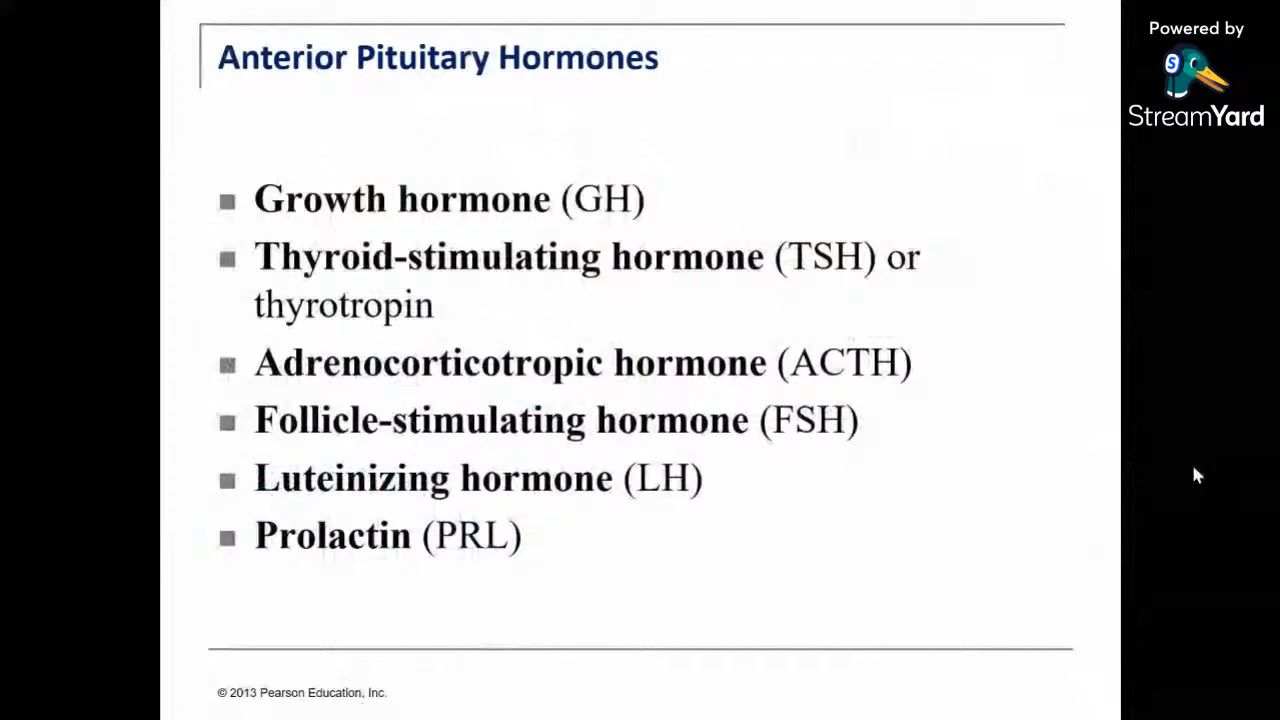 Anterior Pituitary Hormones
Powered by
S
StreamYard
Growth hormone (GH)
Thyroid-stimulating hormone (TSH) or
thyrotropin
Adrenocorticotropic hormone (ACTH)
Follicle-stimulating hormone (FSH)
Luteinizing hormone (LH)
Prolactin (PRL)
© 2013 Pearson Education, Inc.